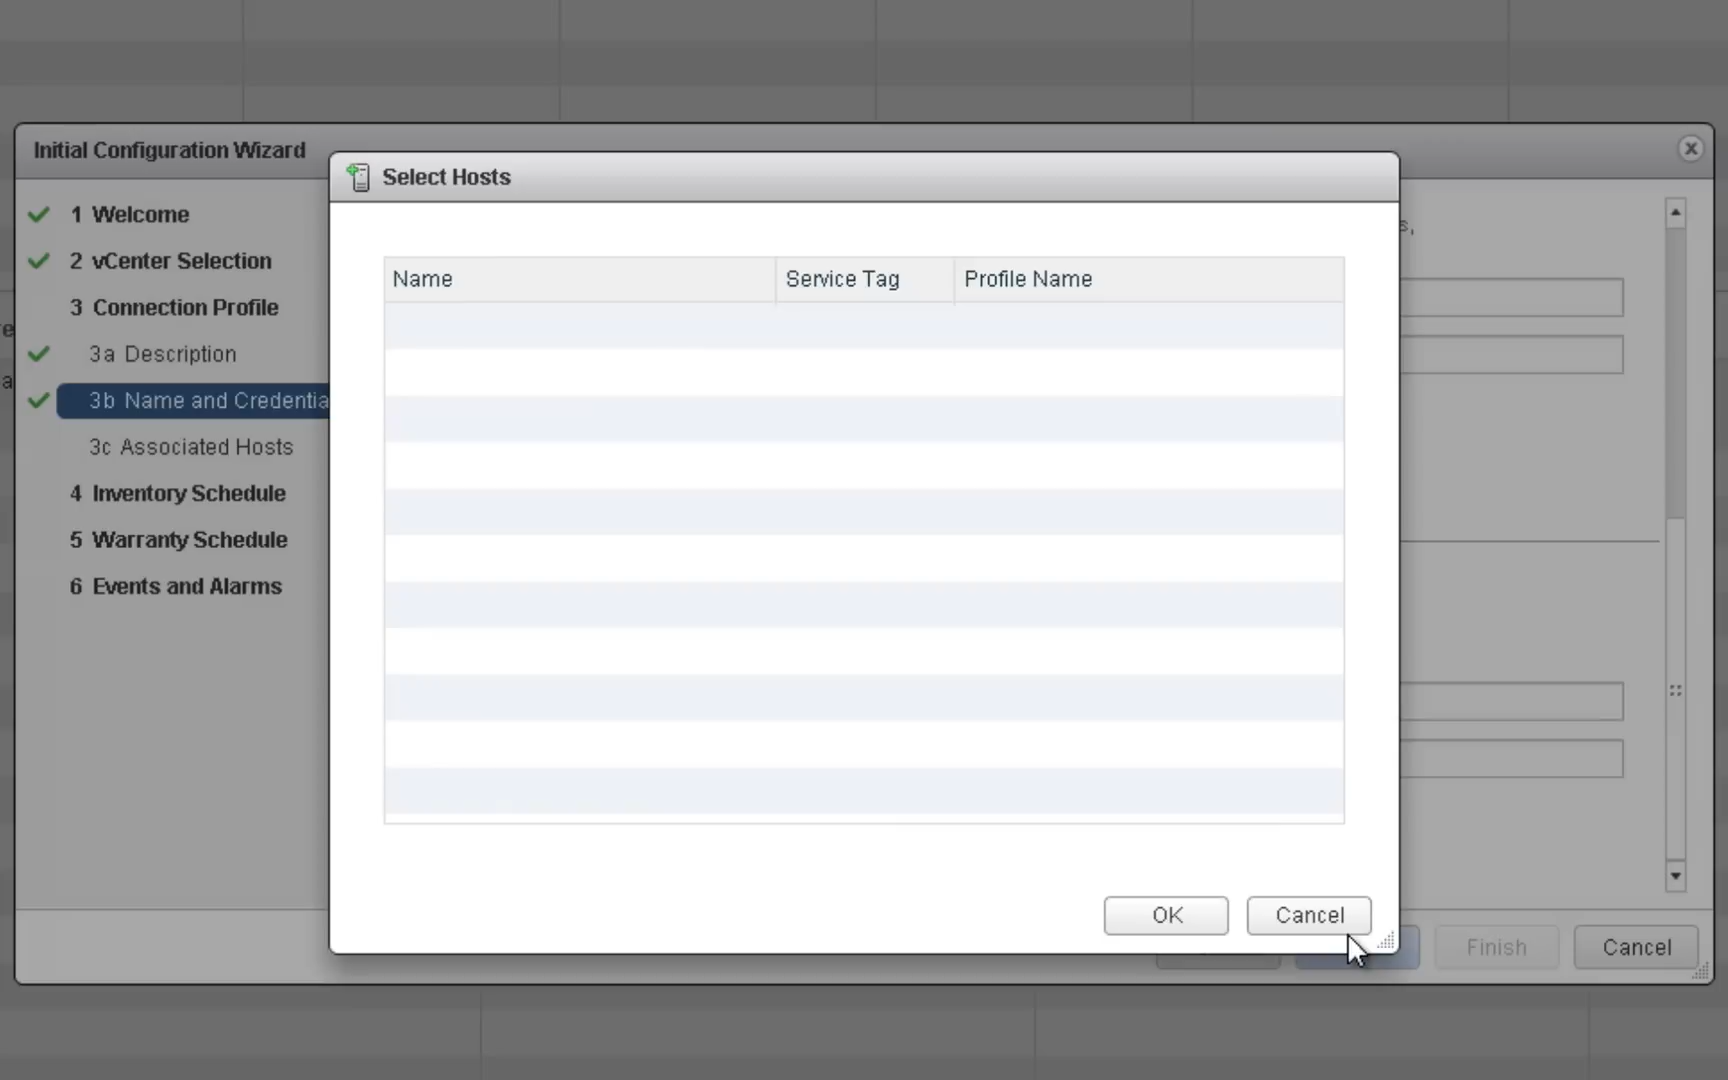 Initial Configuration Wizard
Select Hosts
1 Welcome
2 vCenter Selection
3 Connection Profile
3a Description
3b Name and Credentia
3c Associated Hosts
4 Inventory Schedule
5 Warranty Schedule
6 Events and Alarms
Name Service Tag Profile Name
s,
re
a
OK Cancel
Finish Cancel